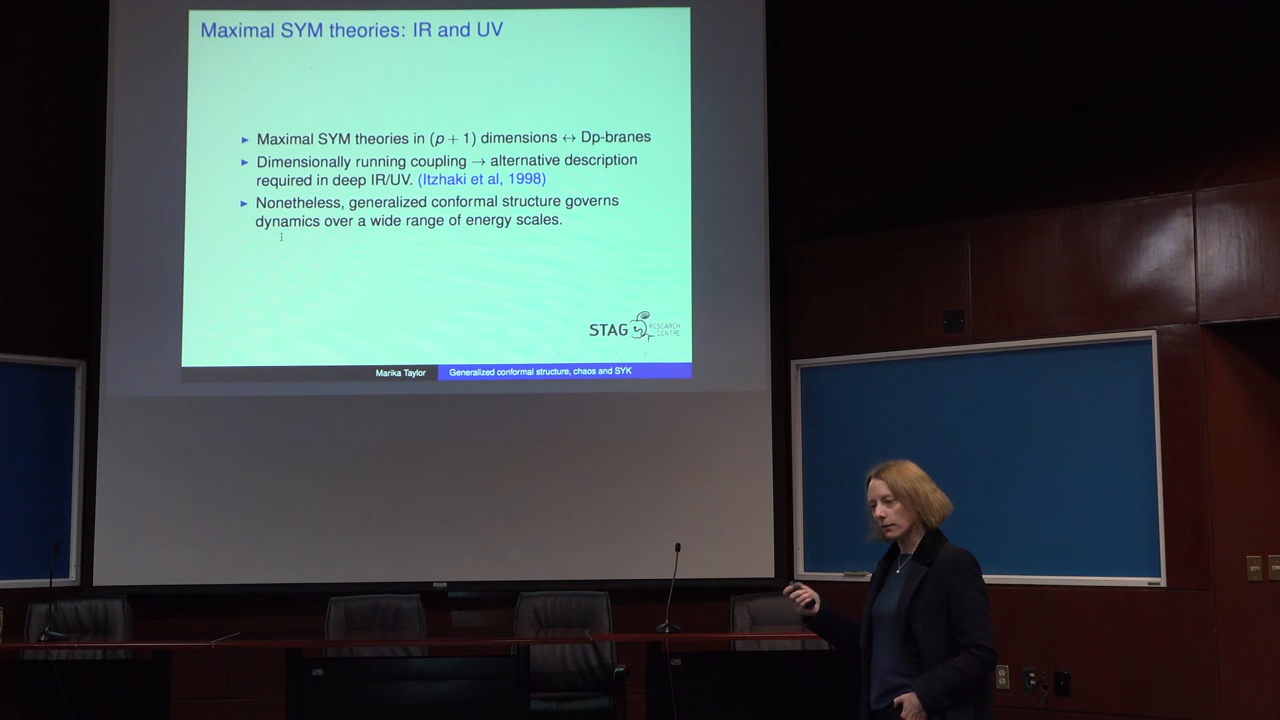 Maximal SYM theories: IR and UV
► Maximal SYM theories in (p + 1) dimensions ↔ Dp-branes
► Dimensionally running coupling → alternative description
required in deep IR/UV. (Itzhaki et al, 1998)
► Nonetheless, generalized conformal structure governs
dynamics over a wide range of energy scales.
STAG RESEARCH
CENTRE
Marika Taylor Generalized conformal structure, chaos and SYK